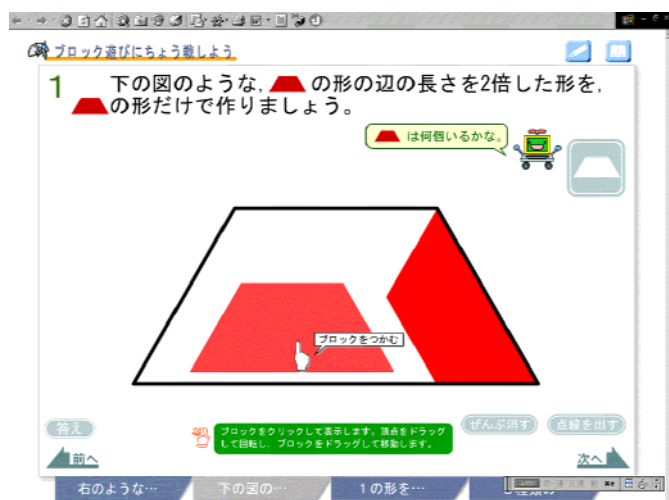 ブロック遊びにちょう戦しよう
1 下の図のような, の形の辺の長さを2倍した形を,
の形だけで作りましょう。
は何個いるかな。
ブロックをつかむ
答え
ブロックをクリックして表示します。頂点をドラッグ
して回転し、ブロックをドラッグして移動します。
ぜんぶ消す
点線を出す
前へ
次へ
右のような…
下の図の…
1の形を…